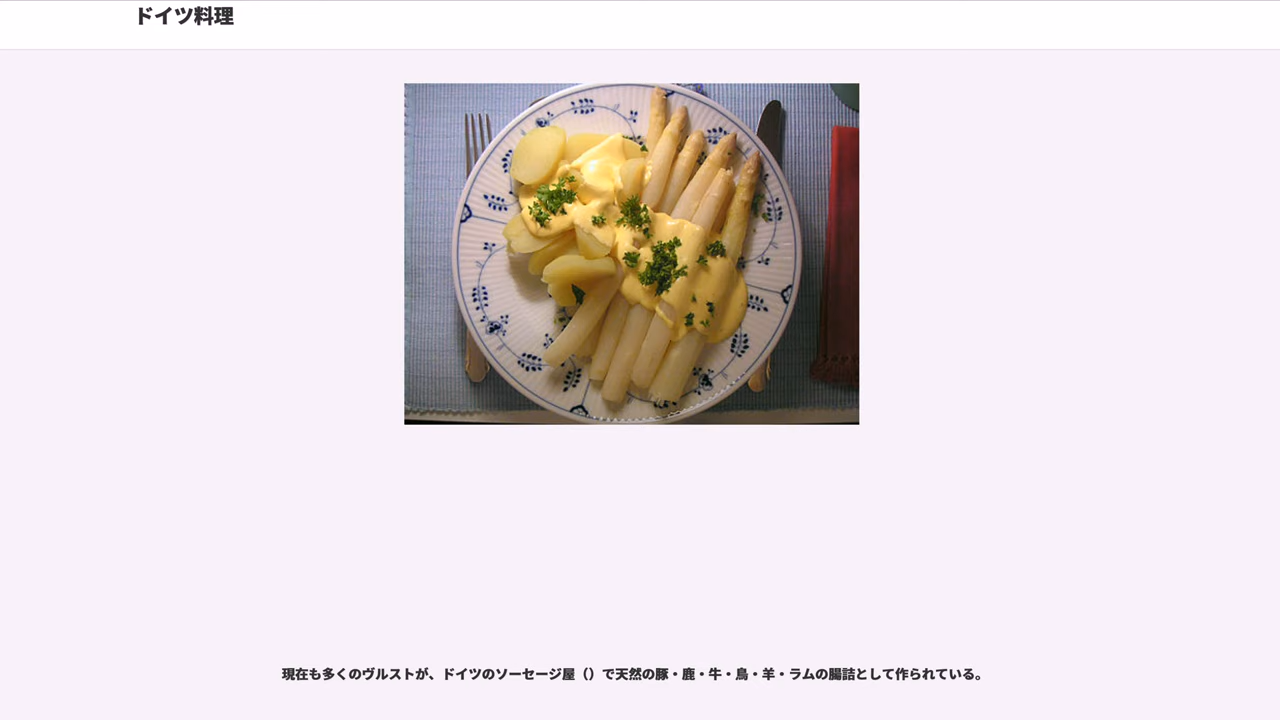 ドイツ料理
現在も多くのヴルストが、ドイツのソーセージ屋（）で天然の豚・鹿・牛・鳥・羊・ラムの腸詰として作られている。